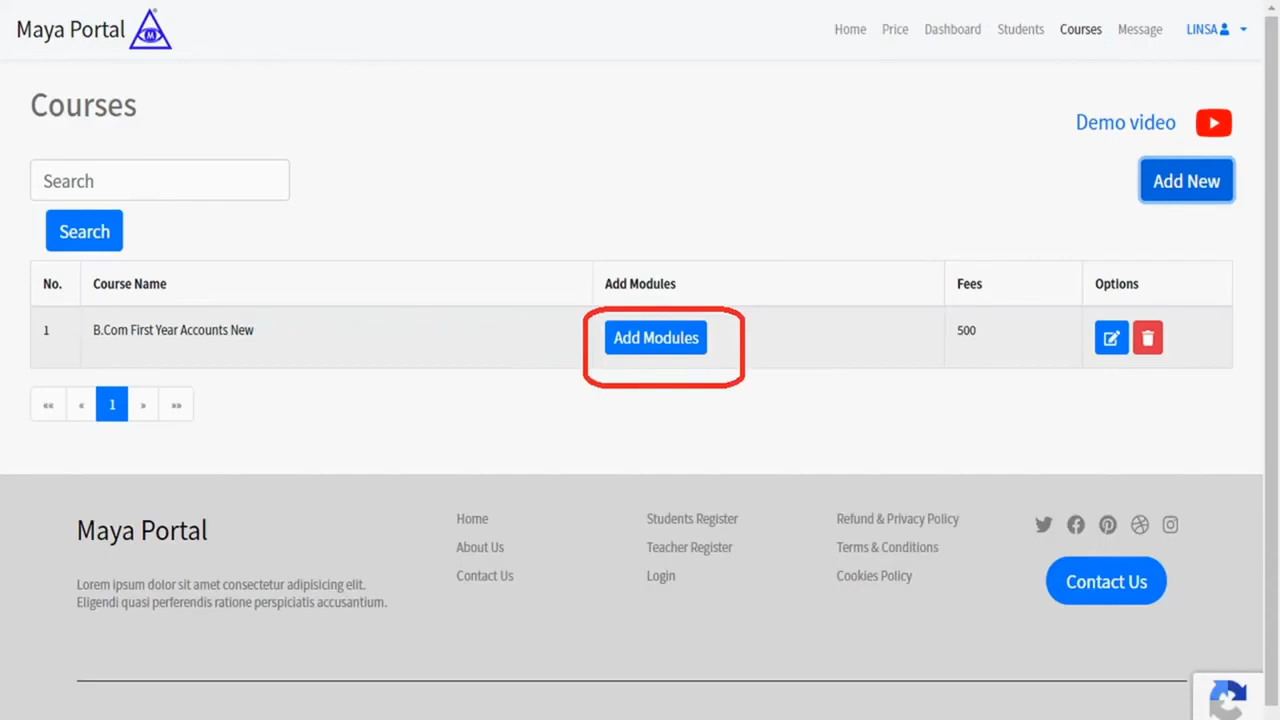 Maya Portal
Home Price Dashboard Students Courses Message LINSA
Courses
Demo video
Search
Add New
Search
No. Course Name Add Modules Fees Options
1 B.Com First Year Accounts New Add Modules 500
«« « 1 » »»
Maya Portal
Lorem ipsum dolor sit amet consectetur adipisicing elit.
Eligendi quasi perferendis ratione perspiciatis accusantium.
Home
About Us
Contact Us
Students Register
Teacher Register
Login
Refund & Privacy Policy
Terms & Conditions
Cookies Policy
Contact Us